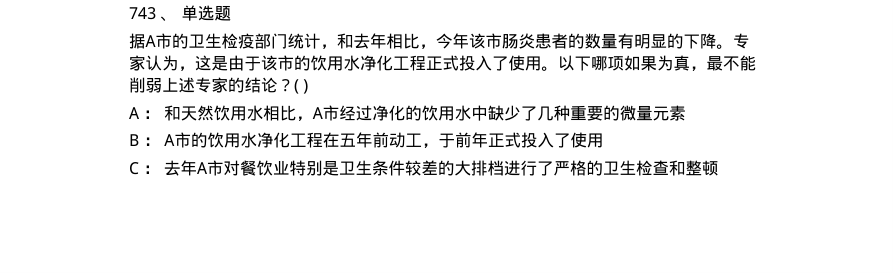 743 、 单选题
据A市的卫生检疫部门统计，和去年相比，今年该市肠炎患者的数量有明显的下降。专
家认为，这是由于该市的饮用水净化工程正式投入了使用。以下哪项如果为真，最不能
削弱上述专家的结论？( )
A ： 和天然饮用水相比，A市经过净化的饮用水中缺少了几种重要的微量元素
B ： A市的饮用水净化工程在五年前动工，于前年正式投入了使用
C ： 去年A市对餐饮业特别是卫生条件较差的大排档进行了严格的卫生检查和整顿